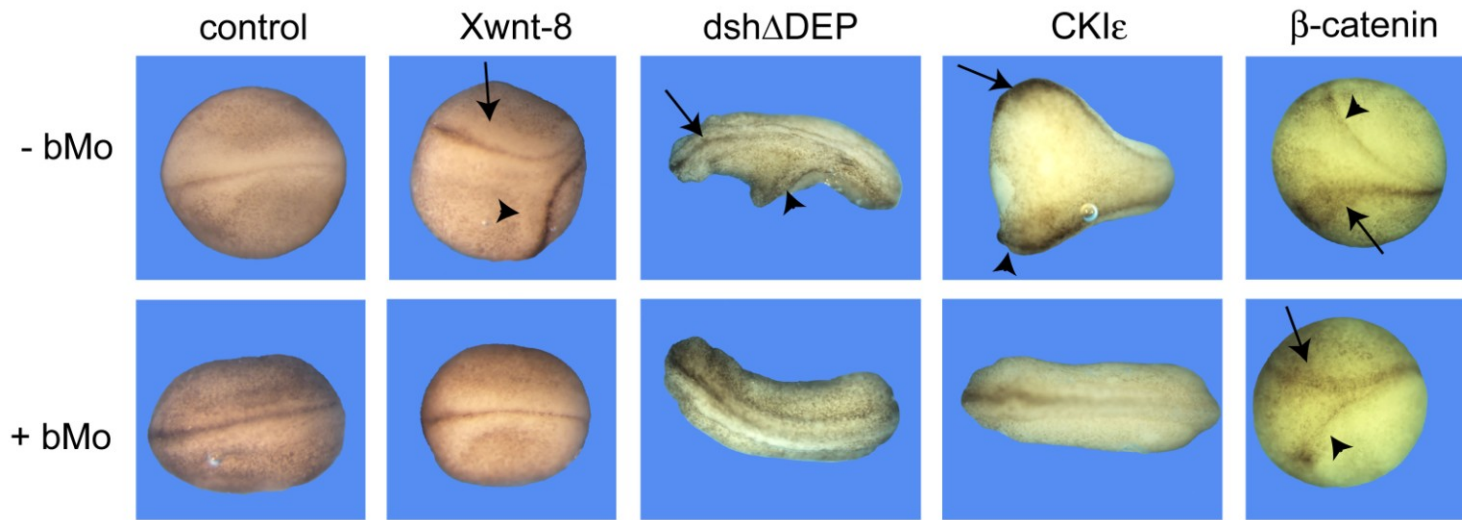 control Xwnt-8 dshΔDEP CKIε β-catenin
- bMo
+ bMo